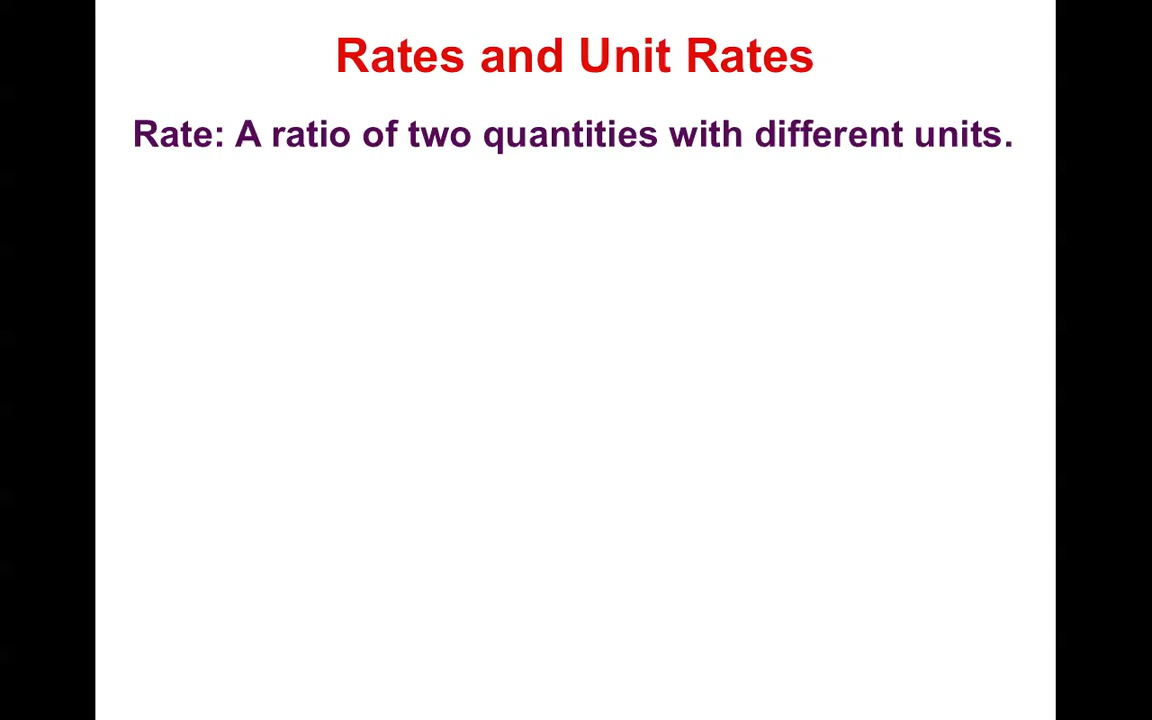 Rates and Unit Rates
Rate: A ratio of two quantities with different units.